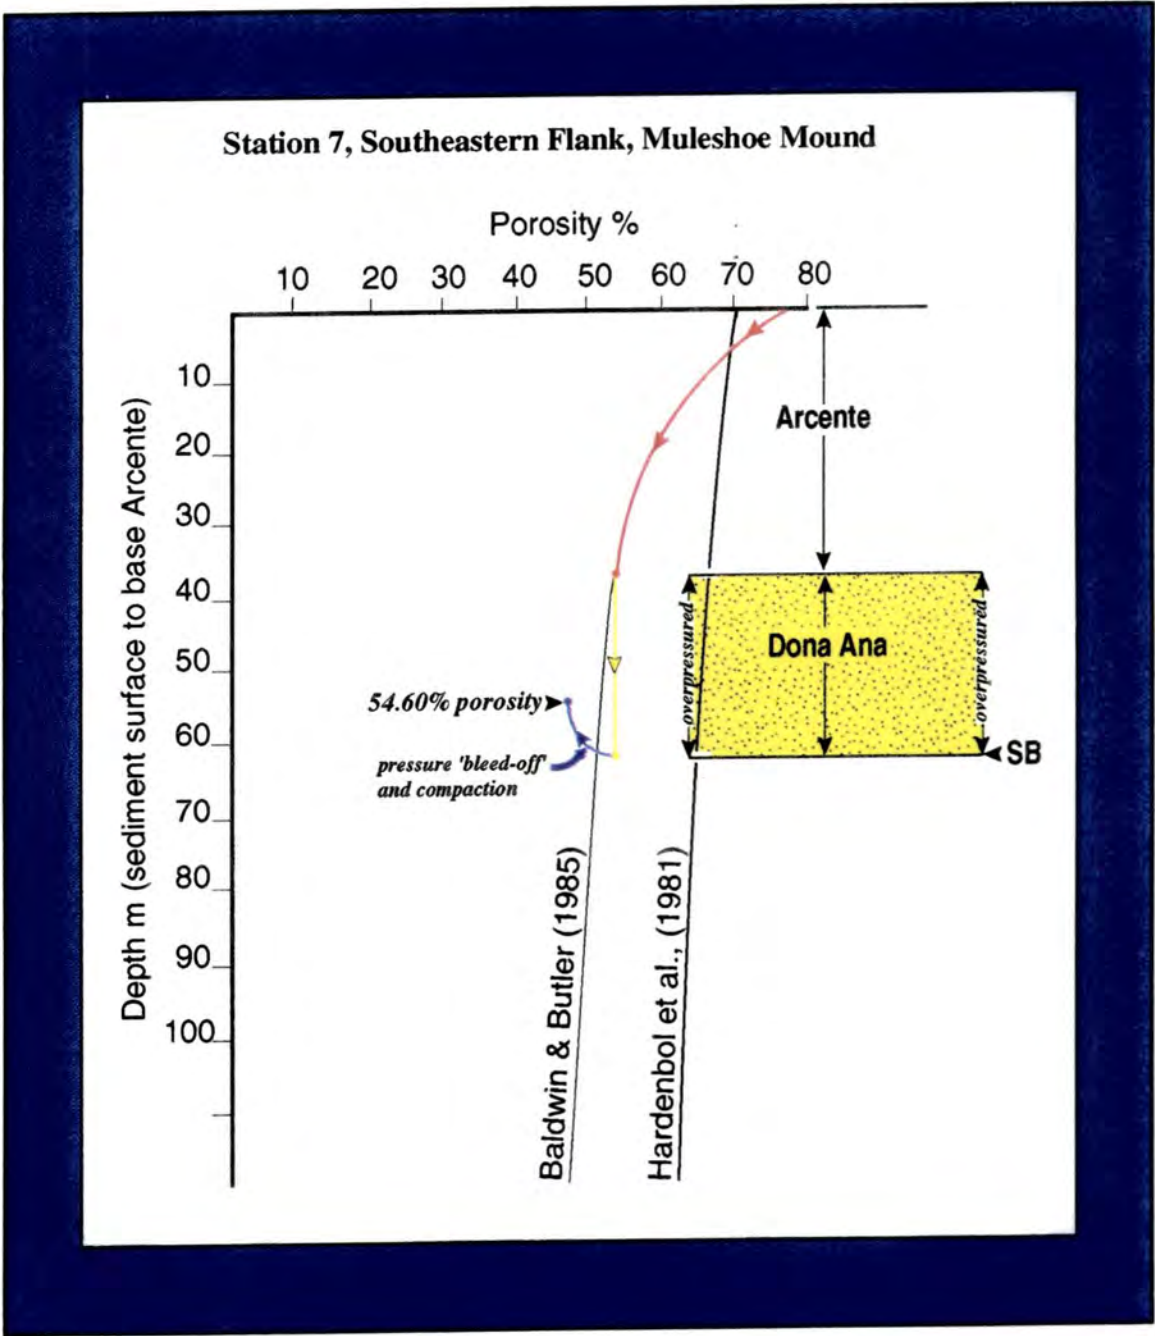 Station 7, Southeastern Flank, Muleshoe Mound
Porosity %
10 20 30 40 50 60 70 80
Depth m (sediment surface to base Arcente)
10
20
30
40
50
60
70
80
90
100
Arcente
overpressured
Dona Ana
overpressured
SB
54.60% porosity
pressure 'bleed-off'
and compaction
Baldwin & Butler (1985)
Hardenbol et al., (1981)